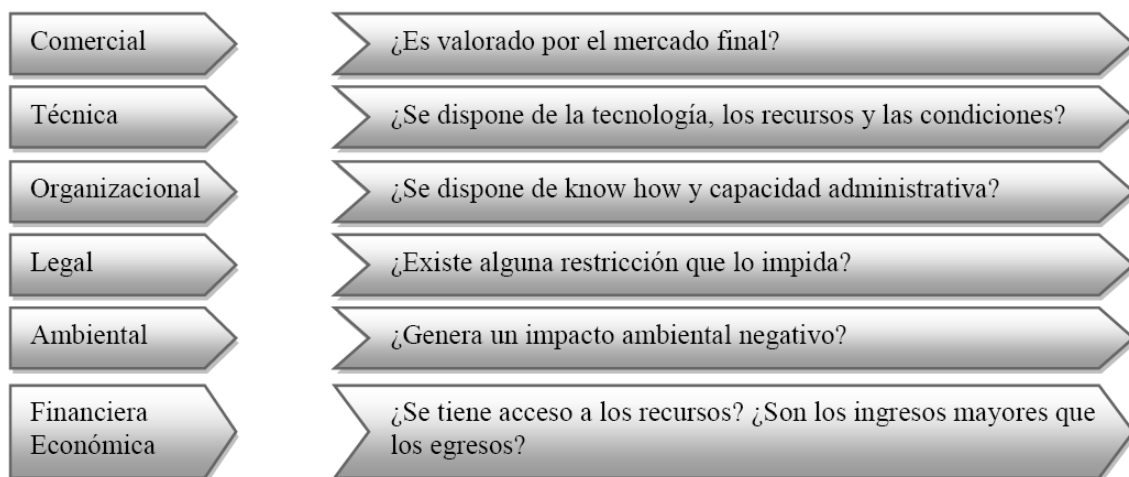 Comercial
¿Es valorado por el mercado final?
Técnica
¿Se dispone de la tecnología, los recursos y las condiciones?
Organizacional
¿Se dispone de know how y capacidad administrativa?
Legal
¿Existe alguna restricción que lo impida?
Ambiental
¿Genera un impacto ambiental negativo?
Financiera
Económica
¿Se tiene acceso a los recursos? ¿Son los ingresos mayores que
los egresos?